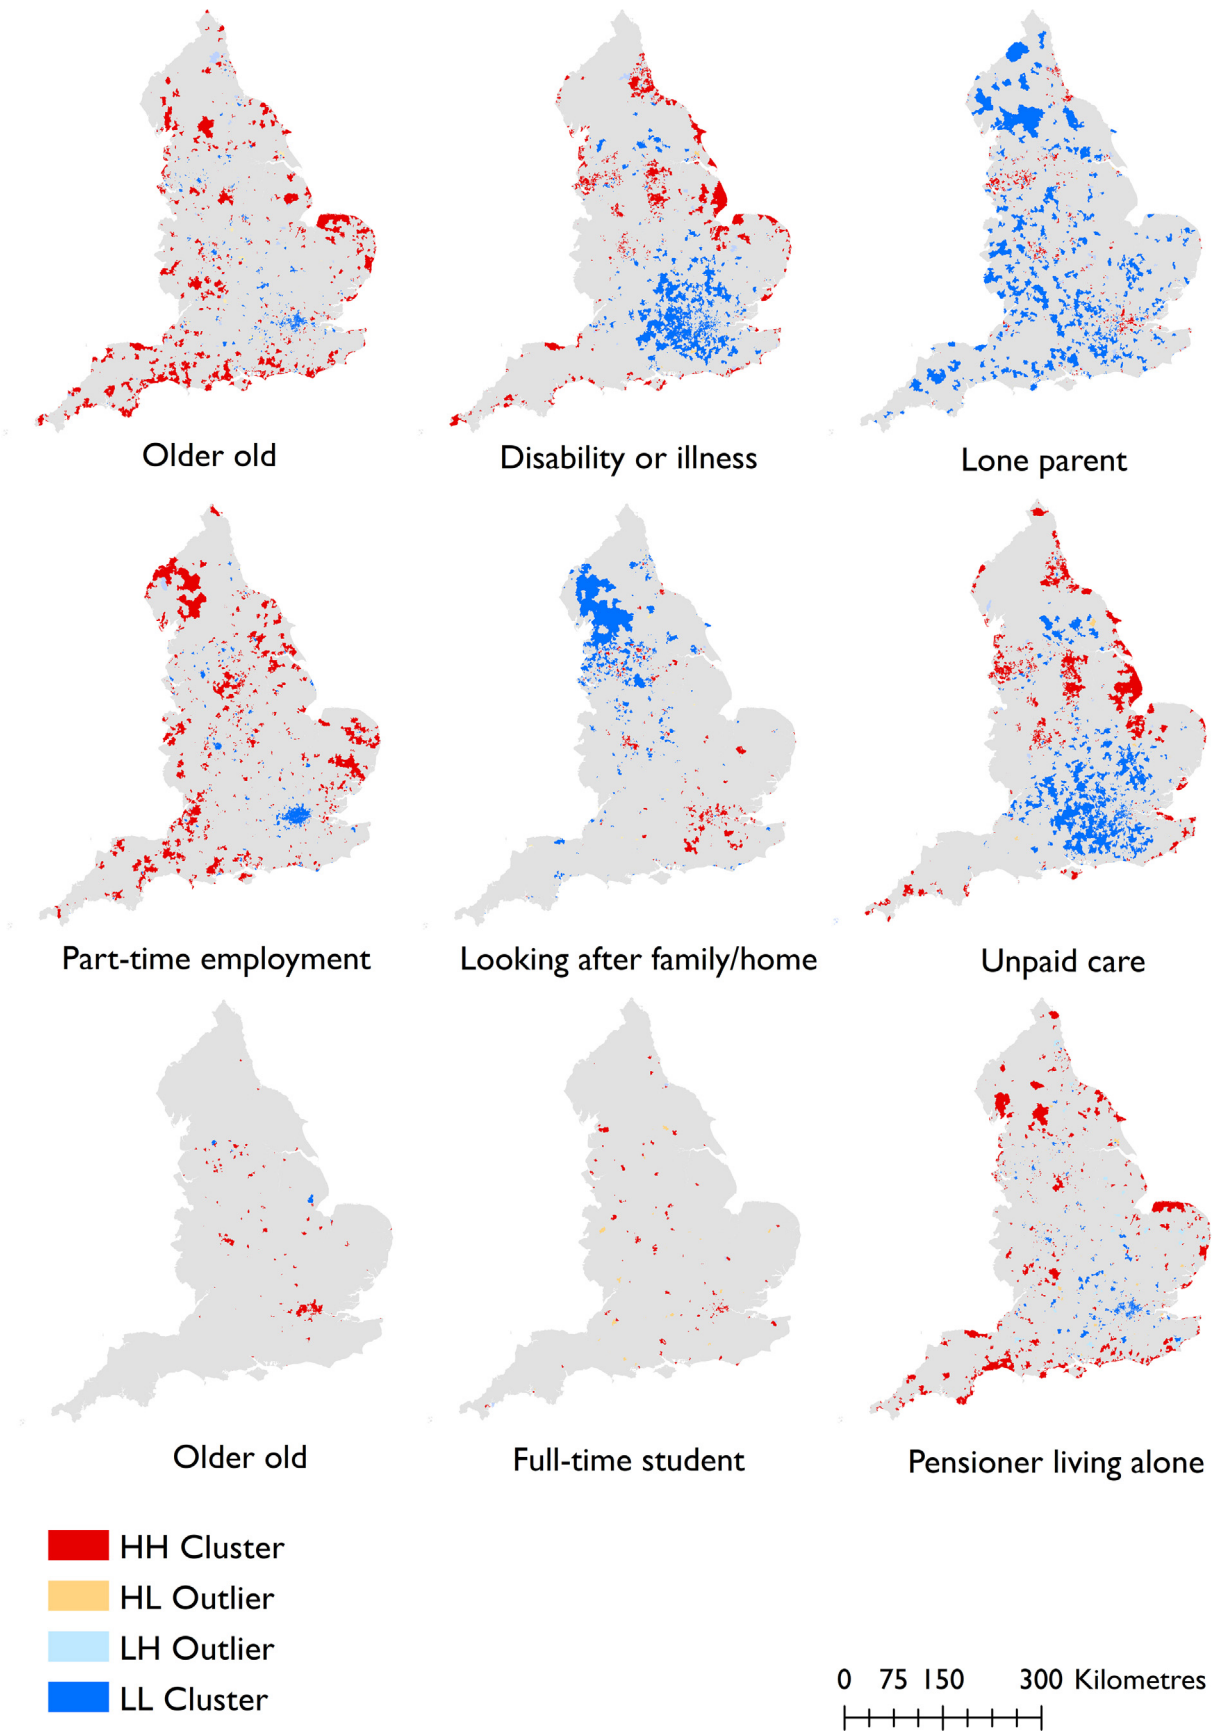 Older old
Disability or illness
Lone parent
Part-time employment
Looking after family/home
Unpaid care
Older old
Full-time student
Pensioner living alone
HH Cluster
HL Outlier
LH Outlier
LL Cluster
0 75 150 300 Kilometres